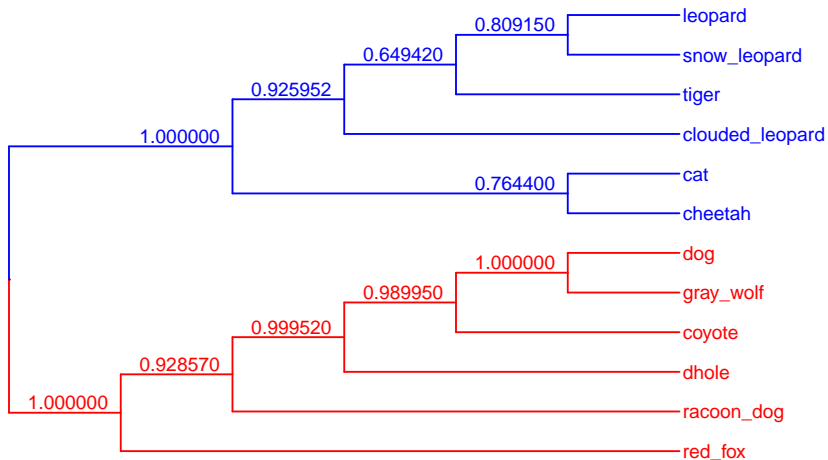 leopard
0.809150
snow_leopard
0.649420
tiger
0.925952
clouded_leopard
1.000000
cat
0.764400
cheetah
dog
1.000000
gray_wolf
0.989950
coyote
0.999520
dhole
0.928570
racoon_dog
1.000000
red_fox